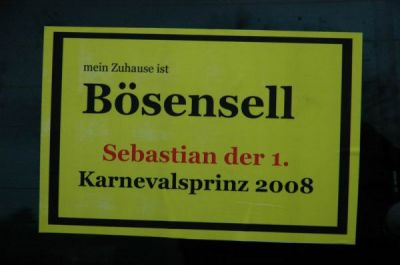 mein Zuhause ist
Bösensell
Sebastian der 1.
Karnevalsprinz 2008